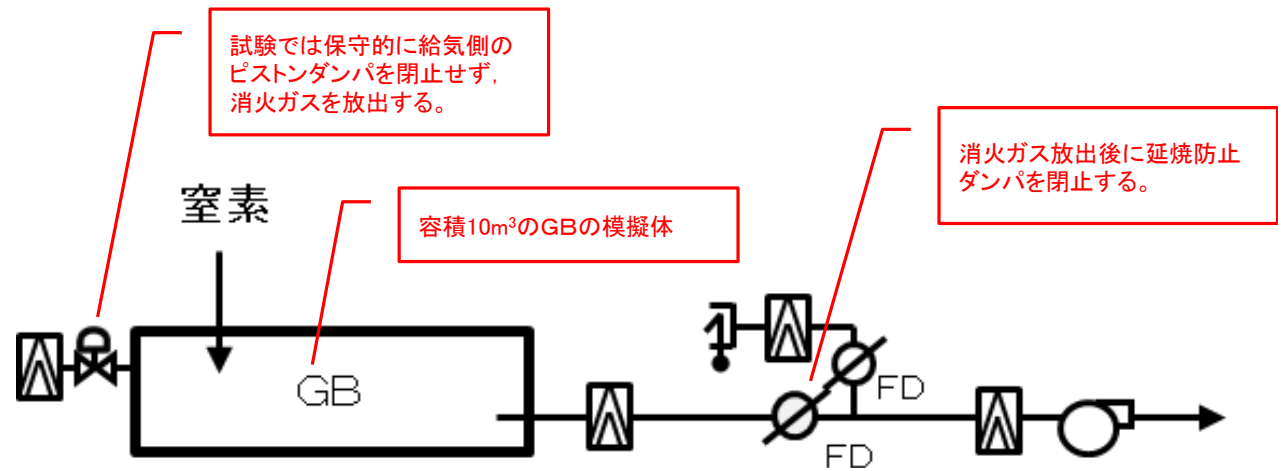 試験では保守的に給気側の
ピストンダンパを閉止せず，
消火ガスを放出する。
消火ガス放出後に延焼防止
ダンパを閉止する。
窒素
容積10m³のGBの模擬体
GB
FD
FD